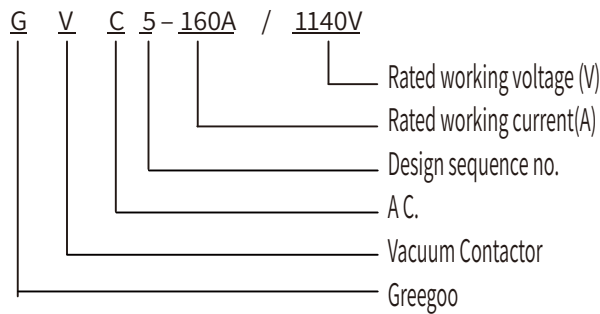 G V C 5 – 160A / 1140V
Rated working voltage (V)
Rated working current(A)
Design sequence no.
A C.
Vacuum Contactor
Greegoo